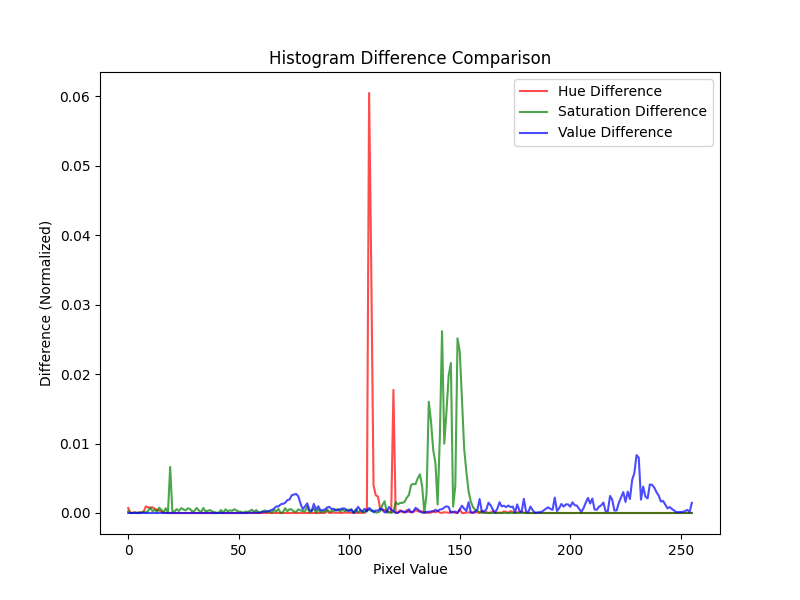 Histogram Difference Comparison
Hue Difference
Saturation Difference
Value Difference
0.06
0.05
0.04
0.03
0.02
0.01
0.00
Difference (Normalized)
0
50
100
150
200
250
Pixel Value